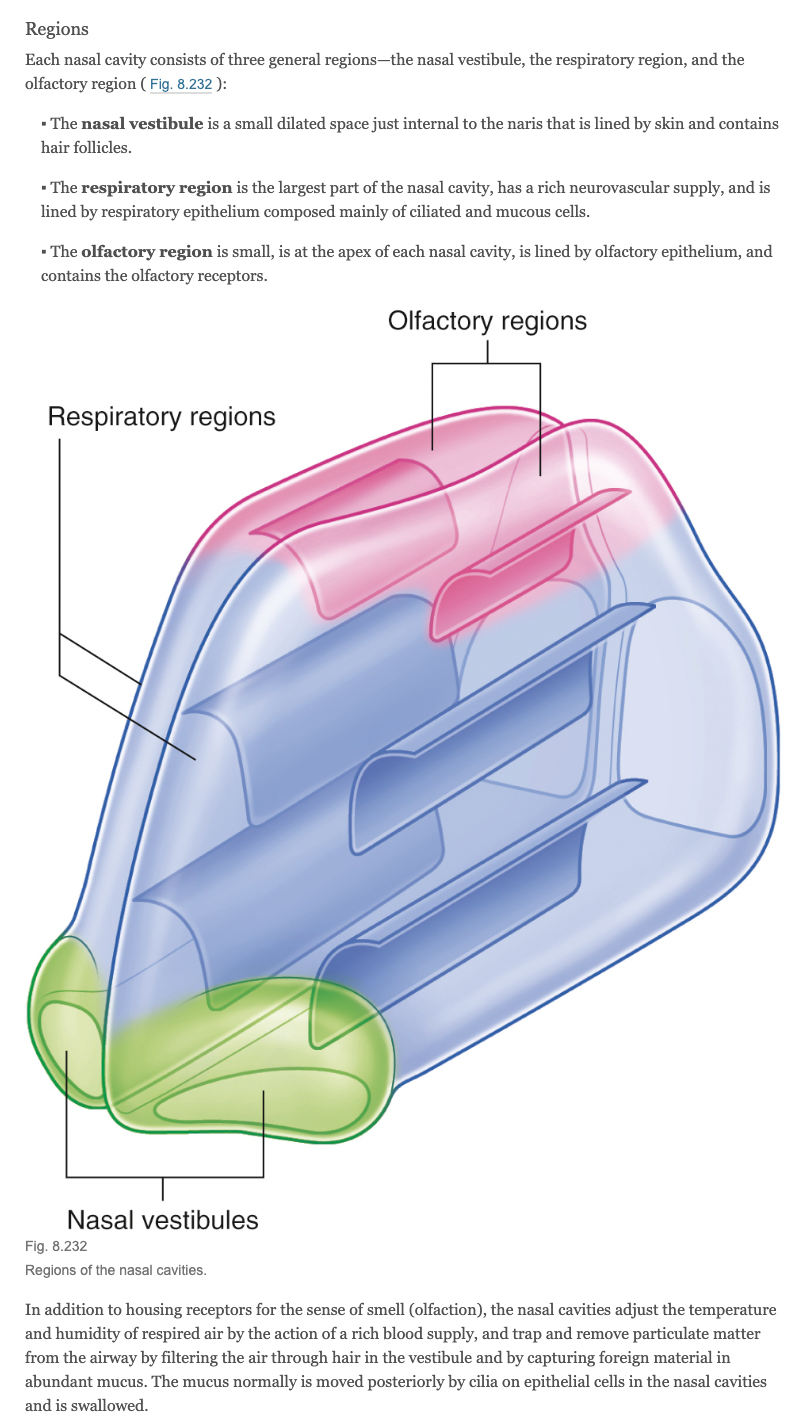 Regions
Each nasal cavity consists of three general regions—the nasal vestibule, the respiratory region, and the
olfactory region ( Fig. 8.232 ):
▪ The nasal vestibule is a small dilated space just internal to the naris that is lined by skin and contains
hair follicles.
▪ The respiratory region is the largest part of the nasal cavity, has a rich neurovascular supply, and is
lined by respiratory epithelium composed mainly of ciliated and mucous cells.
▪ The olfactory region is small, is at the apex of each nasal cavity, is lined by olfactory epithelium, and
contains the olfactory receptors.
Olfactory regions
Respiratory regions
Nasal vestibules
Fig. 8.232
Regions of the nasal cavities.
In addition to housing receptors for the sense of smell (olfaction), the nasal cavities adjust the temperature
and humidity of respired air by the action of a rich blood supply, and trap and remove particulate matter
from the airway by filtering the air through hair in the vestibule and by capturing foreign material in
abundant mucus. The mucus normally is moved posteriorly by cilia on epithelial cells in the nasal cavities
and is swallowed.